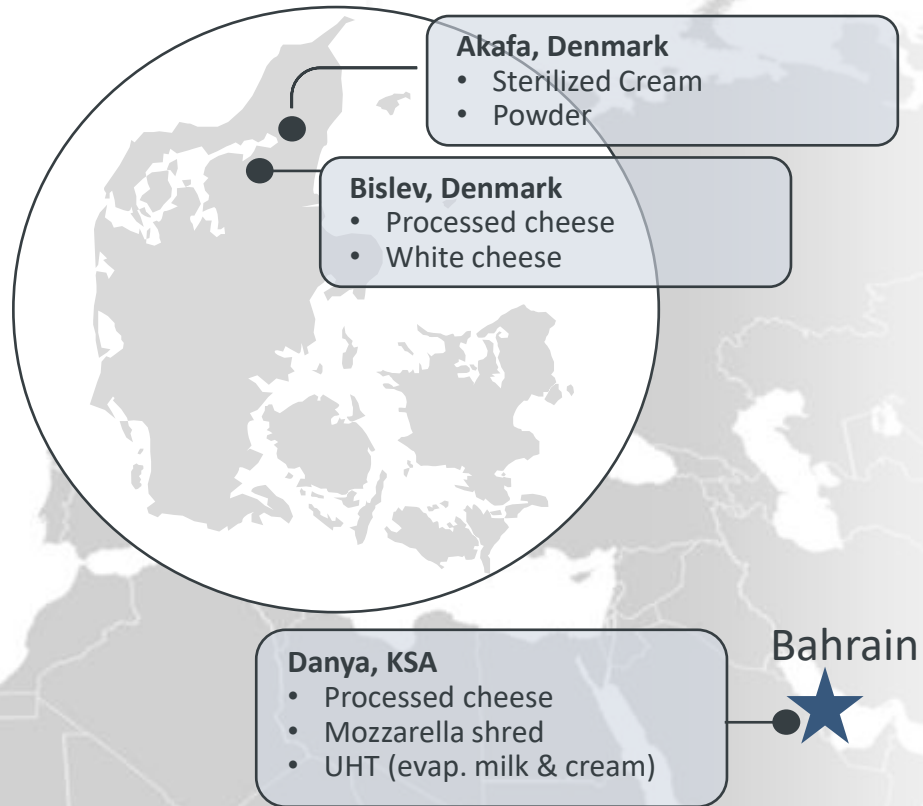 Akafa, Denmark
• Sterilized Cream
• Powder
Bislev, Denmark
• Processed cheese
• White cheese
Bahrain
Danya, KSA
• Processed cheese
• Mozzarella shred
• UHT (evap. milk & cream)